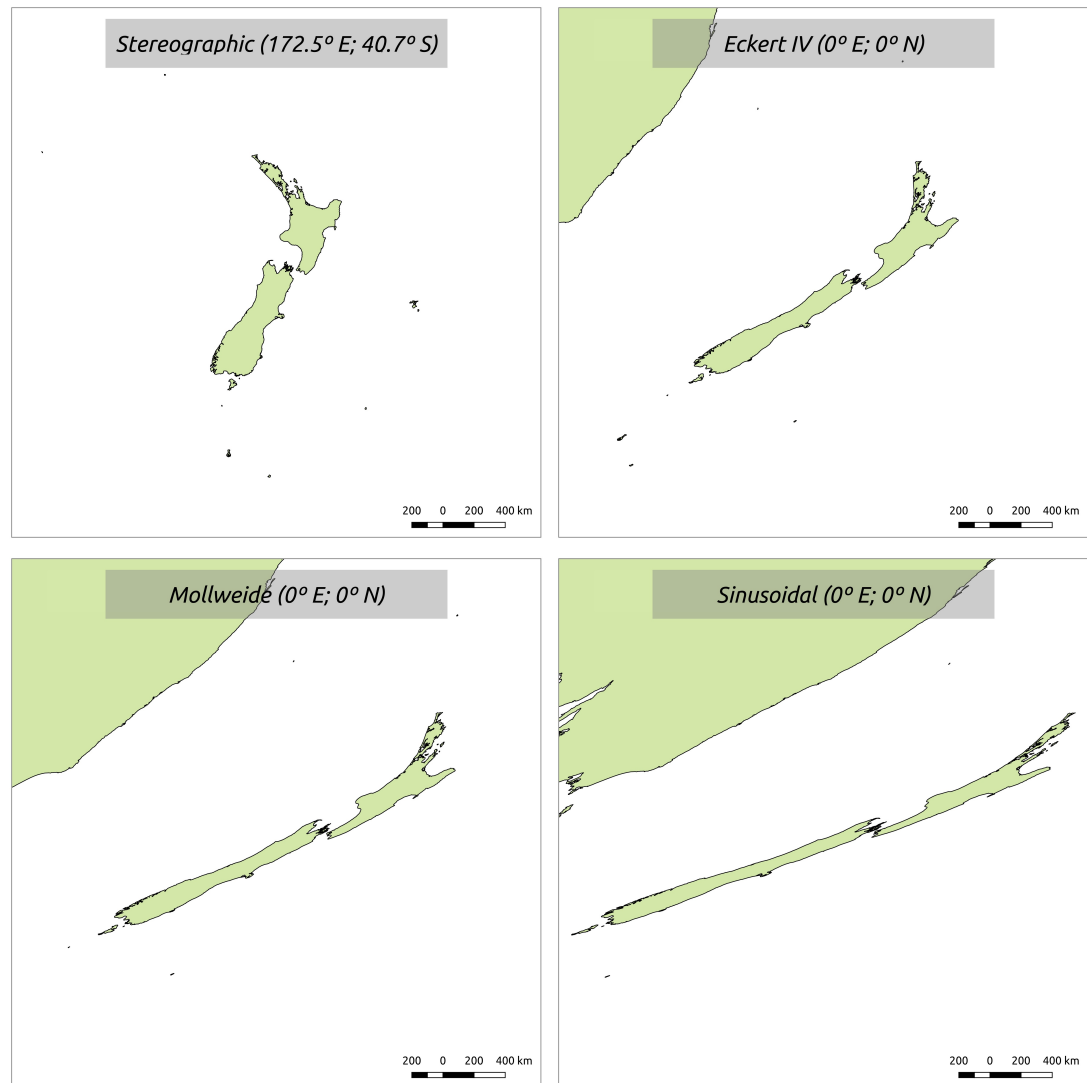 Stereographic (172.5º E; 40.7º S)
Eckert IV (0º E; 0º N)
200 0 200 400 km
200 0 200 400 km
Mollweide (0º E; 0º N)
Sinusoidal (0º E; 0º N)
200 0 200 400 km
200 0 200 400 km